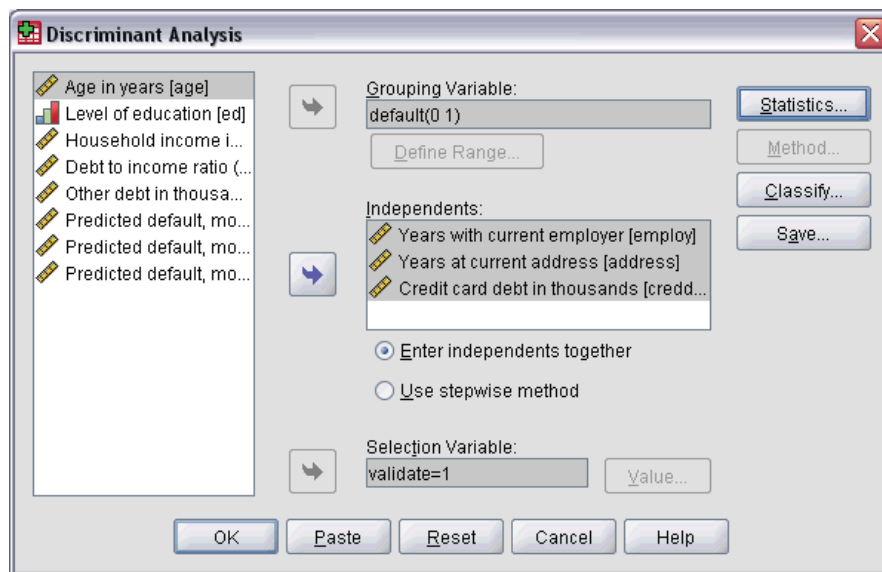 Discriminant Analysis
Age in years [age]
Level of education [ed]
Household income i...
Debt to income ratio (...
Other debt in thousa...
Predicted default, mo...
Predicted default, mo...
Predicted default, mo...
Grouping Variable:
default(0 1)
Define Range...
Independents:
Years with current employer [employ]
Years at current address [address]
Credit card debt in thousands [credd...
Enter independents together
Use stepwise method
Selection Variable:
validate=1
Value...
Statistics...
Method...
Classify...
Save...
OK
Paste
Reset
Cancel
Help